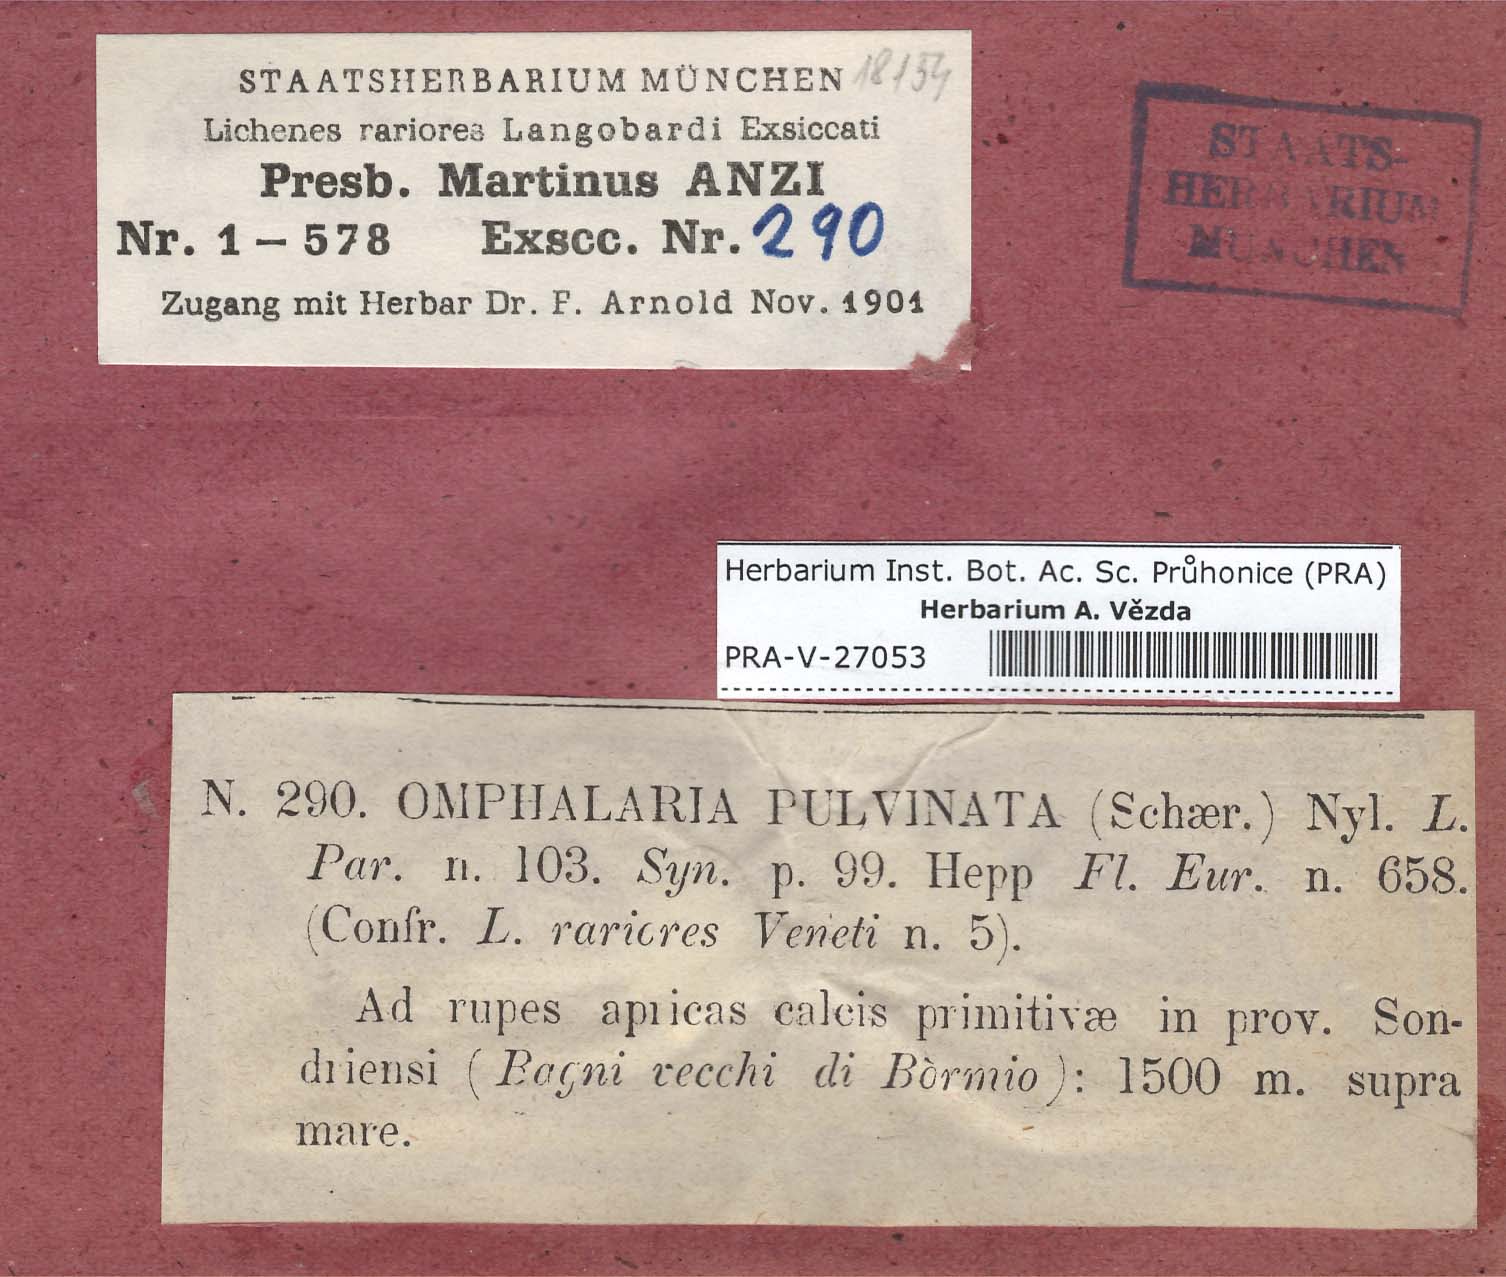 STAATSHERBARIUM MÜNCHEN 18154
Lichenes rariores Langobardi Exsiccati
Presb. Martinus ANZI
Nr. 1 – 578 Exscc. Nr. 290
Zugang mit Herbar Dr. F. Arnold Nov. 1901
STAATS-
HERBARIUM
MÜNCHEN
Herbarium Inst. Bot. Ac. Sc. Průhonice (PRA)
Herbarium A. Vězda
PRA-V-27053
N. 290. OMPHALARIA PULVINATA (Schær.) Nyl. L.
Par. n. 103. Syn. p. 99. Hepp Fl. Eur. n. 658.
(Confr. L. rariores Veneti n. 5).
Ad rupes apricas calcis primitivæ in prov. Son-
driensi (Bagni vecchi di Bòrmio): 1500 m. supra
mare.